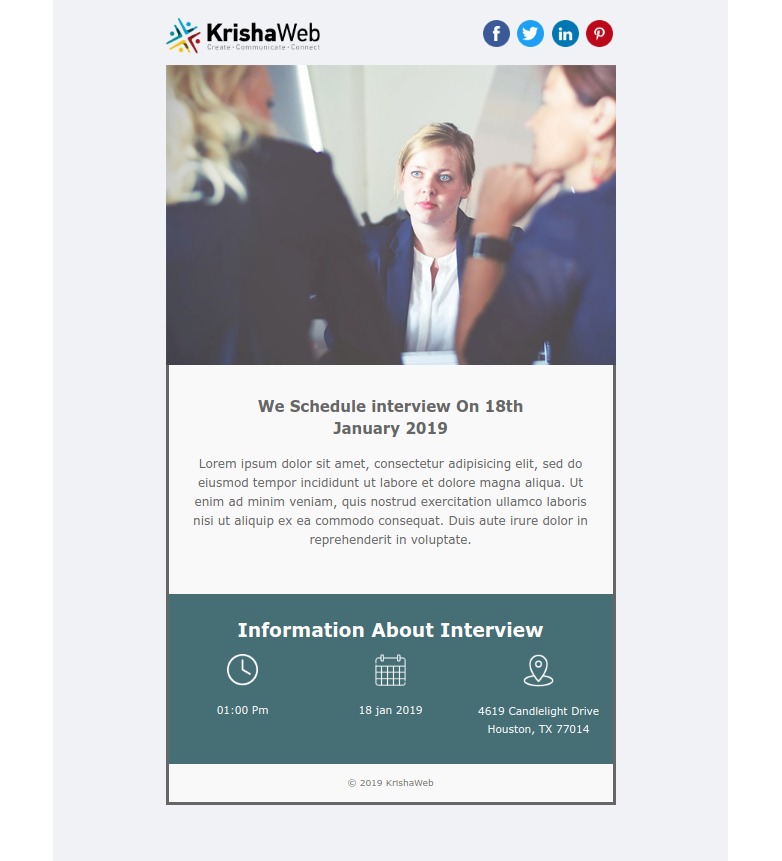 KrishaWeb
Create · Communicate · Connect
We Schedule interview On 18th
January 2019
Lorem ipsum dolor sit amet, consectetur adipisicing elit, sed do
eiusmod tempor incididunt ut labore et dolore magna aliqua. Ut
enim ad minim veniam, quis nostrud exercitation ullamco laboris
nisi ut aliquip ex ea commodo consequat. Duis aute irure dolor in
reprehenderit in voluptate.
Information About Interview
01:00 Pm
18 jan 2019
4619 Candlelight Drive
Houston, TX 77014
© 2019 KrishaWeb